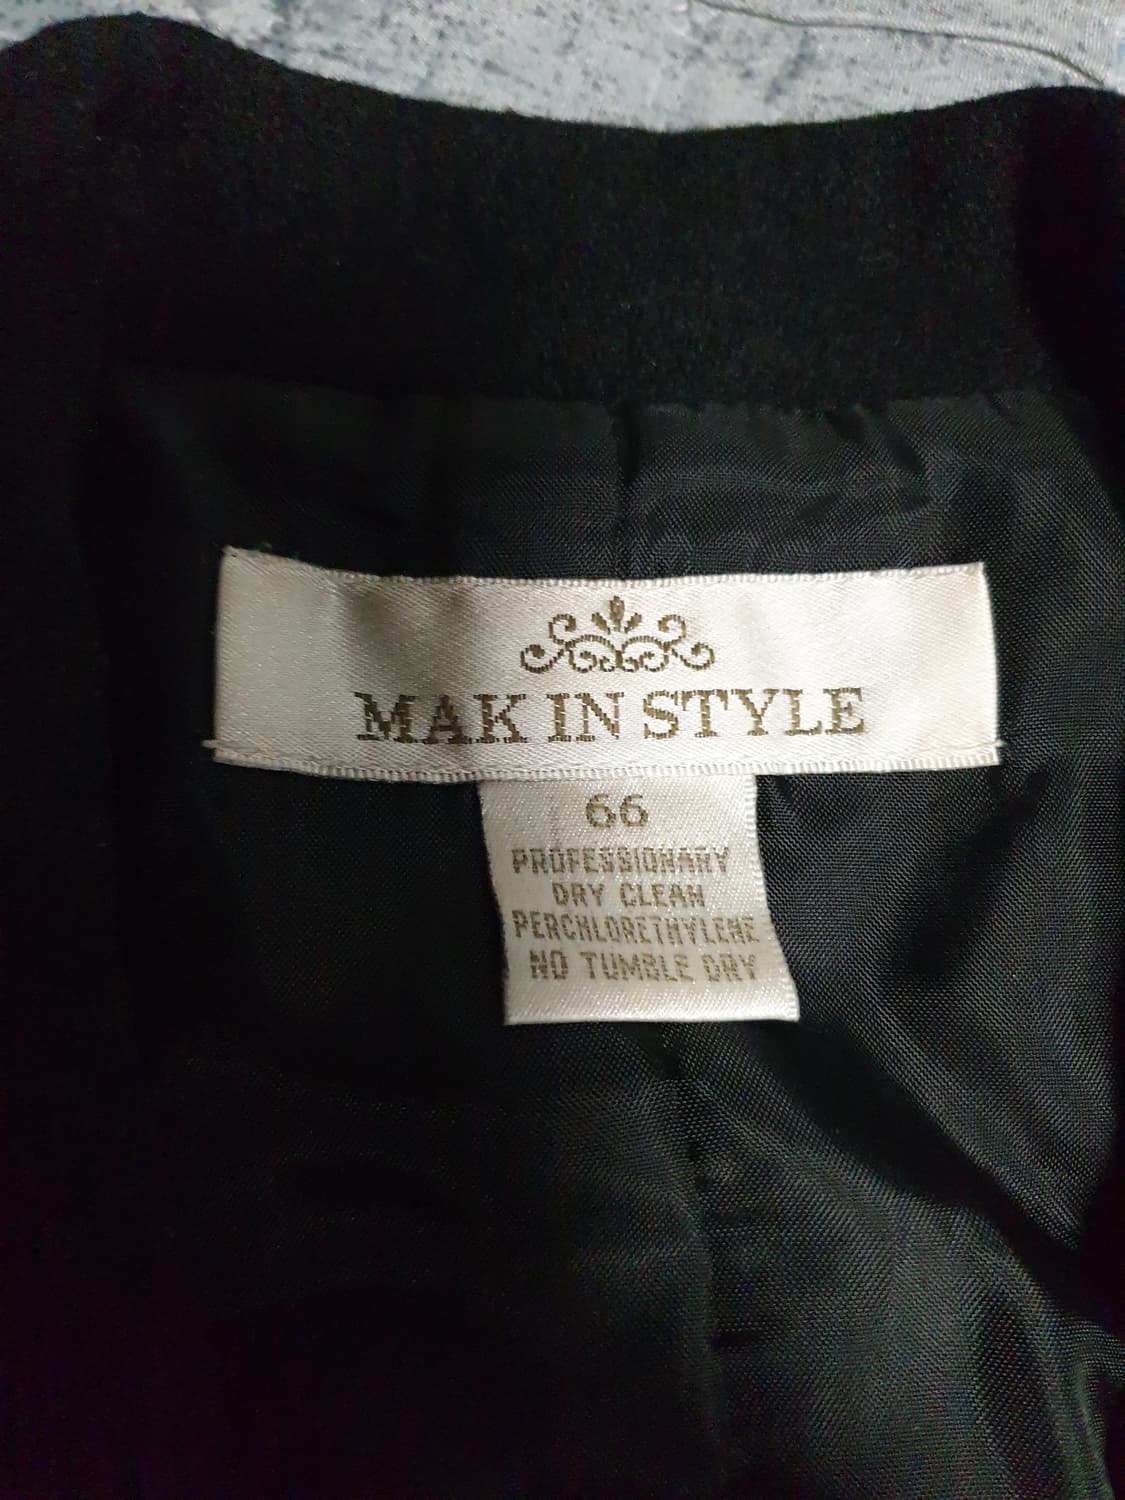 MAK IN STYLE
66
PROFESSIONARY
DRY CLEAN
PERCHLORETHYLENE
NO TUMBLE DRY